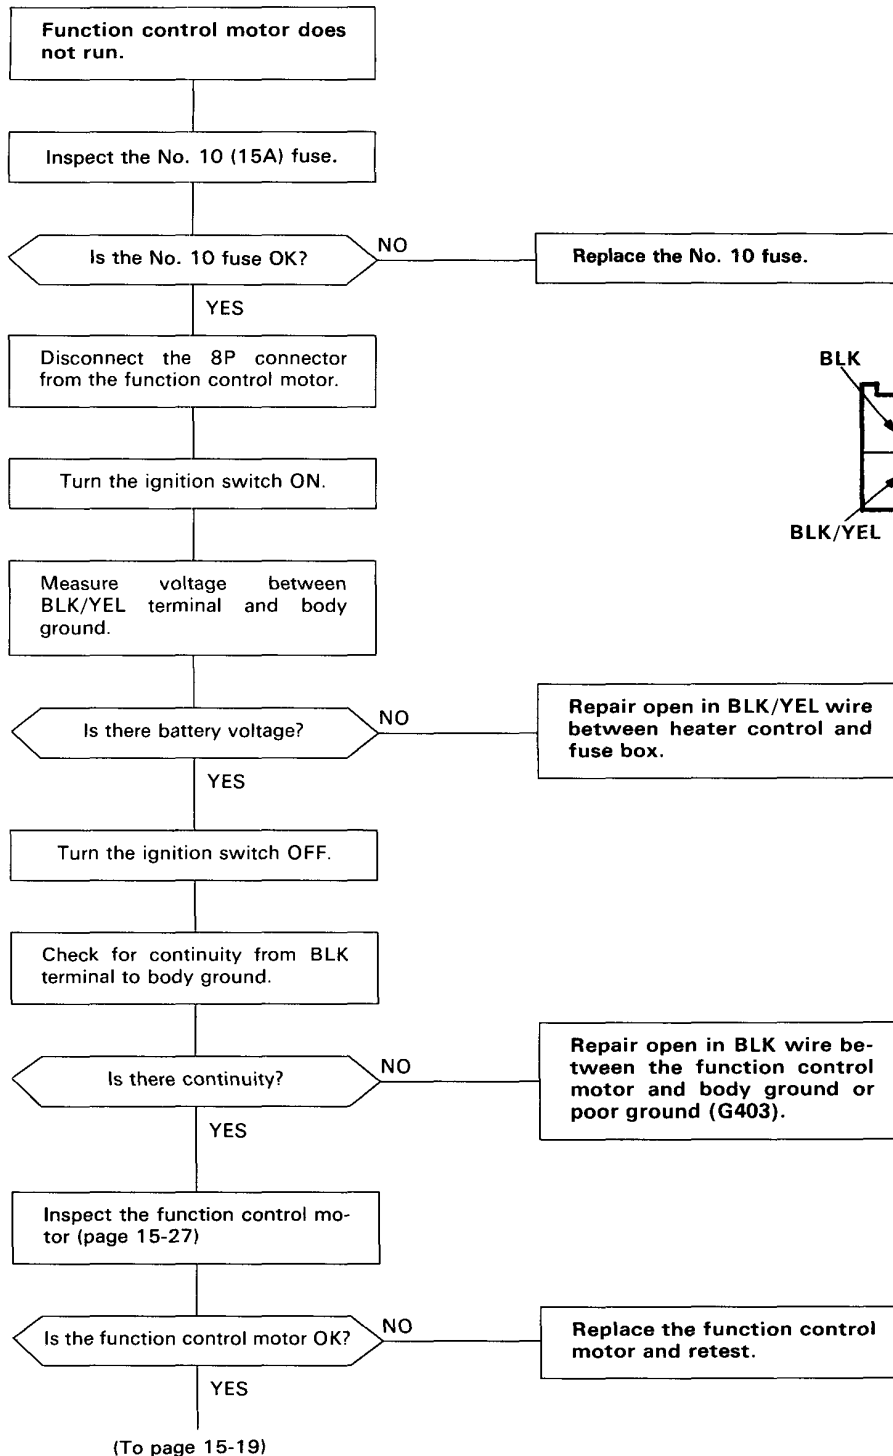 Function control motor does
not run.
Inspect the No. 10 (15A) fuse.
Is the No. 10 fuse OK?
NO
Replace the No. 10 fuse.
YES
Disconnect the 8P connector
from the function control motor.
BLK
Turn the ignition switch ON.
BLK/YEL
Measure voltage between
BLK/YEL terminal and body
ground.
Is there battery voltage?
NO
Repair open in BLK/YEL wire
between heater control and
fuse box.
YES
Turn the ignition switch OFF.
Check for continuity from BLK
terminal to body ground.
Is there continuity?
NO
Repair open in BLK wire be-
tween the function control
motor and body ground or
poor ground (G403).
YES
Inspect the function control mo-
tor (page 15-27)
Is the function control motor OK?
NO
Replace the function control
motor and retest.
YES
(To page 15-19)